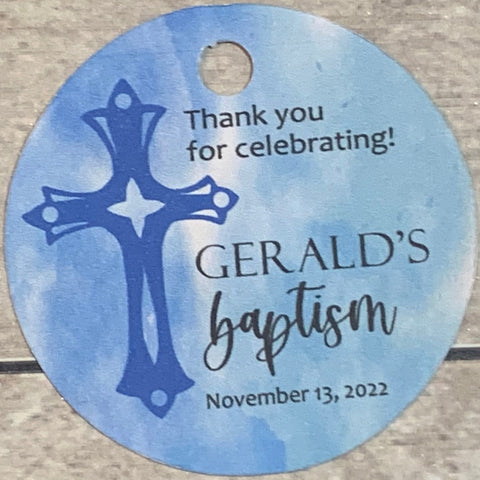 Thank you
for celebrating!
GERALD'S
baptism
November 13, 2022